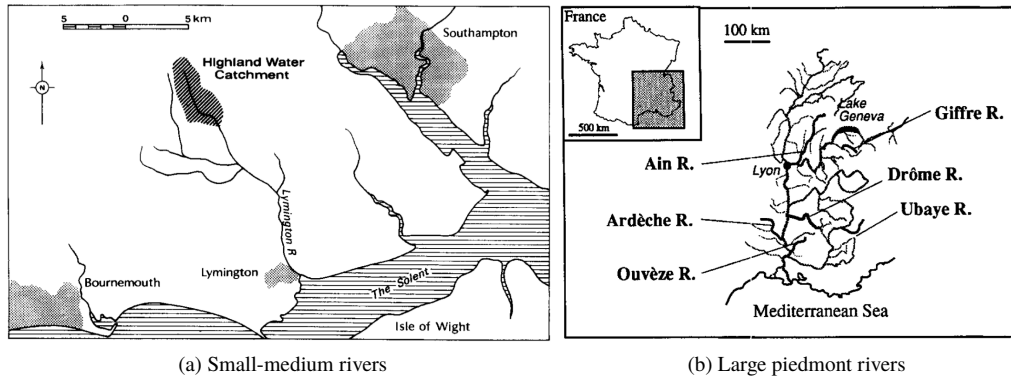 5 0 5 km
Southampton
Highland Water
Catchment
N
Lymington R
Lymington
Bournemouth
The Solent
Isle of Wight
(a) Small-medium rivers
France
500 km
100 km
Lake
Geneva
Giffre R.
Ain R.
Lyon
Drôme R.
Ardèche R.
Ubaye R.
Ouvèze R.
Mediterranean Sea
(b) Large piedmont rivers